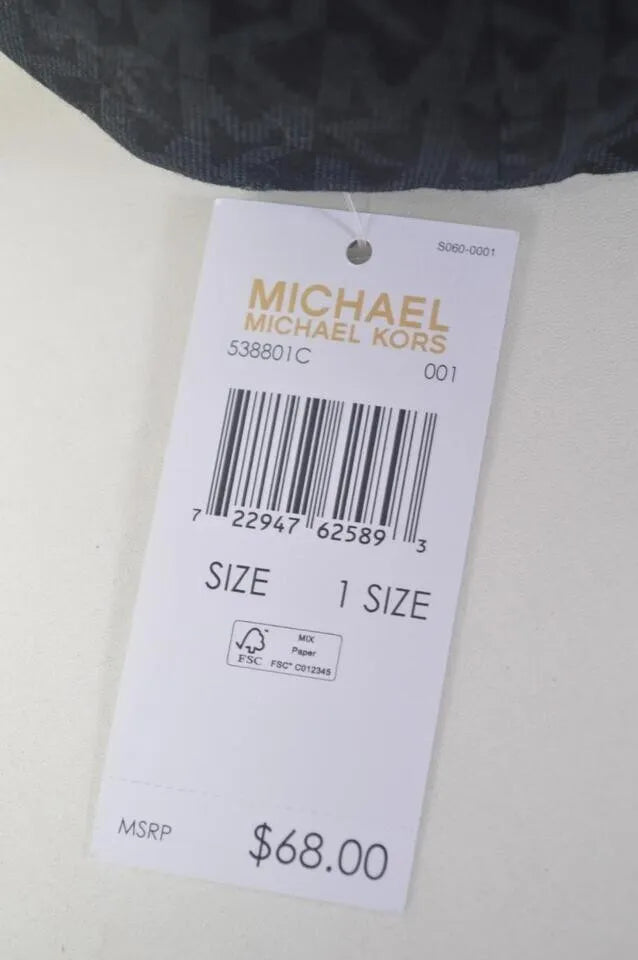 S060-0001
MICHAEL
MICHAEL KORS
538801C 001
7 22947 62589 3
SIZE 1 SIZE
FSC
MIX
Paper
FSC™ C012345
MSRP $68.00